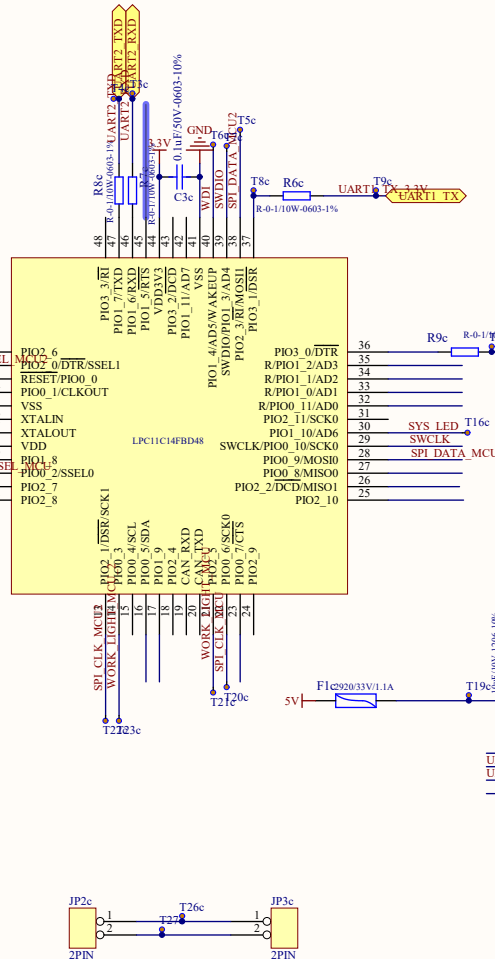 UART2_TXD
UART2_RXD
T3c
UART2_TXD
R8c
R-0-1/10W-0603-1%
R-0-1/10W-0603-1%
3.3V
0.1uF/50V-0603-10%
C3c
GND
WDI
T6c
SWDIO
SPI_DATA_MCU2
T5c
T8c
R6c
R-0-1/10W-0603-1%
UART1_TX_3.3V
T9c
UART1_TX
48
47
46
45
44
43
42
41
40
39
38
37
PIO3_3/RI
PIO1_7/TXD
PIO1_6/RXD
PIO1_5/RTS
VDD3V3
PIO3_2/DCD
PIO1_11/AD7
VSS
PIO1_4/AD5/WAKEUP
SWDIO/PIO1_3/AD4
PIO2_3/RI/MOSI1
PIO3_1/DSR
PIO2_6
PIO2_0/DTR/SSEL1
RESET/PIO0_0
PIO0_1/CLKOUT
VSS
XTALIN
XTALOUT
VDD
PIO1_8
PIO0_2/SSEL0
PIO2_7
PIO2_8
LPC11C14FBD48
PIO3_0/DTR
R/PIO1_2/AD3
R/PIO1_1/AD2
R/PIO1_0/AD1
R/PIO0_11/AD0
PIO2_11/SCK0
PIO1_10/AD6
SWCLK/PIO0_10/SCK0
PIO0_9/MOSI0
PIO0_8/MISO0
PIO2_2/DCD/MISO1
PIO2_10
36
35
34
33
32
31
30
29
28
27
26
25
R9c
SYS_LED
T16c
SWCLK
SPI_DATA_MCU
PIO2_1/DSR/SCK1
PIO0_3
PIO0_4/SCL
PIO0_5/SDA
PIO1_9
PIO2_4
CAN_RXD
CAN_TXD
PIO2_5
PIO0_6/SCK0
PIO0_7/CTS
PIO2_9
15
16
17
18
19
20
23
24
SPI_CLK_MCU2
WORK_LIGHT_MCU2
WORK_LIGHT_MCU
SPI_CLK_MCU
T20c
T21c
T23c
5V
F1c
2920/33V/1.1A
T19c
JP2c
1
2
2PIN
T26c
T27
JP3c
1
2
2PIN